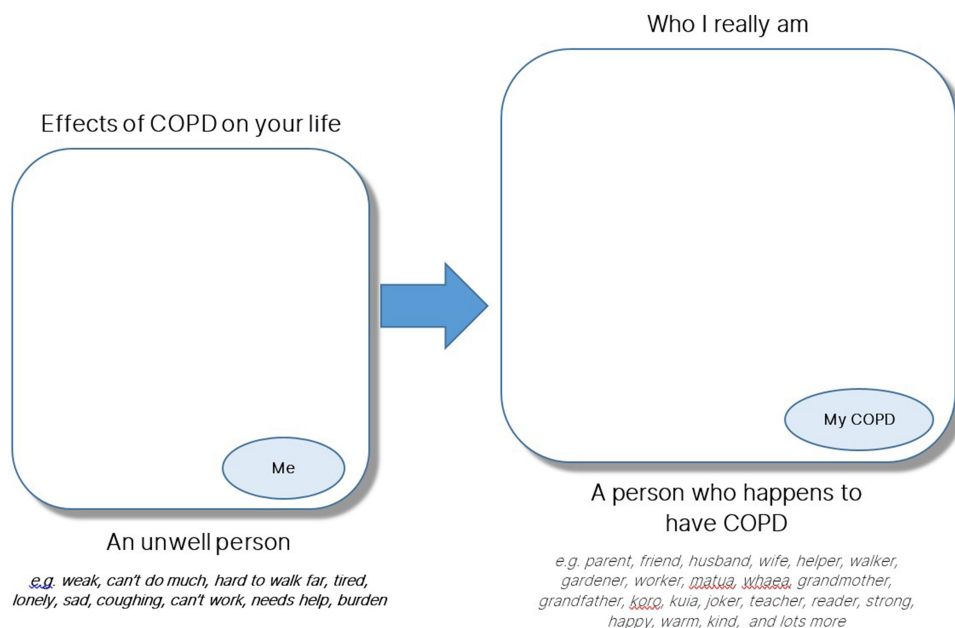 Effects of COPD on your life
Me
An unwell person
e.g. weak, can't do much, hard to walk far, tired,
lonely, sad, coughing, can't work, needs help, burden
Who I really am
My COPD
A person who happens to
have COPD
e.g. parent, friend, husband, wife, helper, walker,
gardener, worker, matua, whaea, grandmother,
grandfather, koro, kuia, joker, teacher, reader, strong,
happy, warm, kind, and lots more